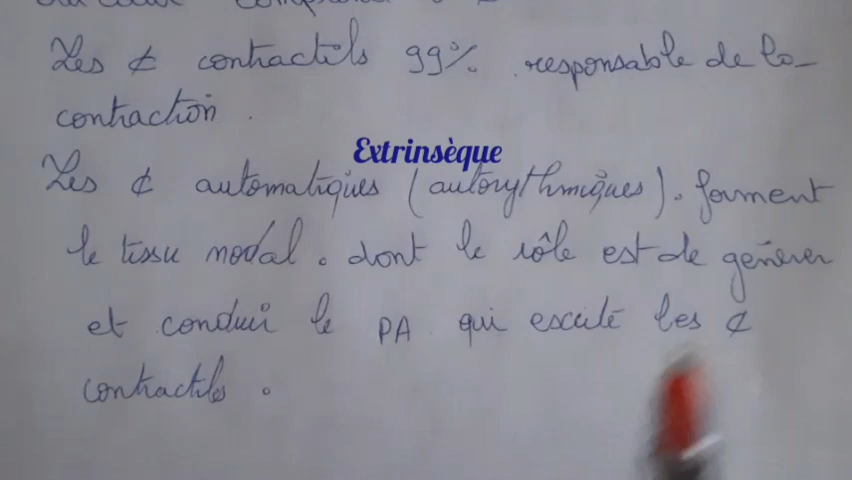 Les ¢ contractils 99% responsable de la
contraction.
Extrinsèque
Les ¢ automatiques (autorythmiques). forment
le tissu nodal. dont le rôle est de générer
et conduir le PA qui excité les ¢
contractiles.